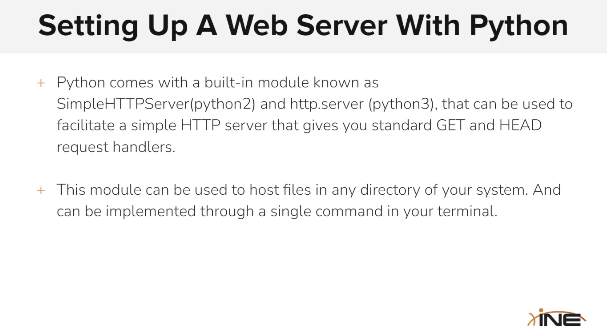 Setting Up A Web Server With Python
+ Python comes with a built-in module known as
SimpleHTTPServer(python2) and http.server (python3), that can be used to
facilitate a simple HTTP server that gives you standard GET and HEAD
request handlers.
+ This module can be used to host files in any directory of your system. And
can be implemented through a single command in your terminal.
INE